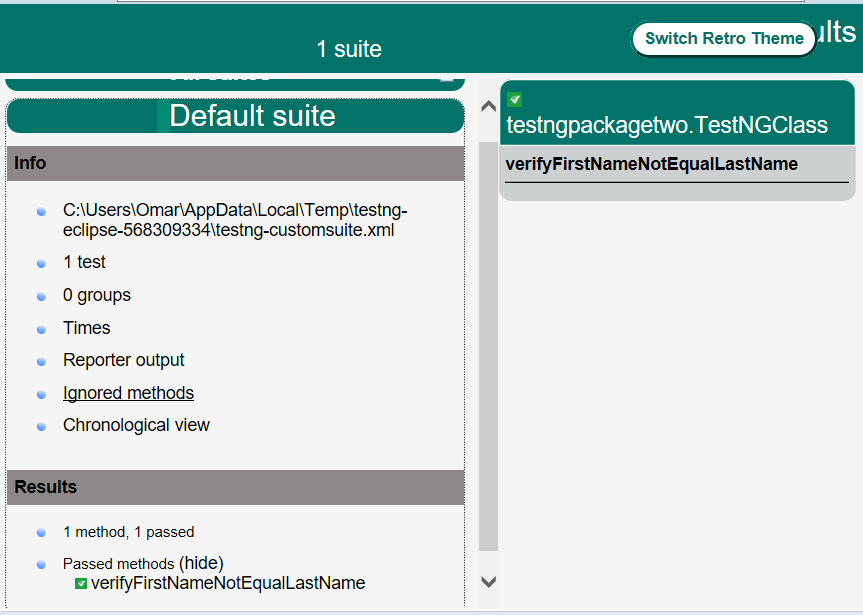 1 suite
Switch Retro Theme
ults
Default suite
Info
C:\Users\Omar\AppData\Local\Temp\testng-
eclipse-568309334\testng-customsuite.xml
1 test
0 groups
Times
Reporter output
Ignored methods
Chronological view
Results
1 method, 1 passed
Passed methods (hide)
verifyFirstNameNotEqualLastName
testngpackagetwo.TestNGClass
verifyFirstNameNotEqualLastName